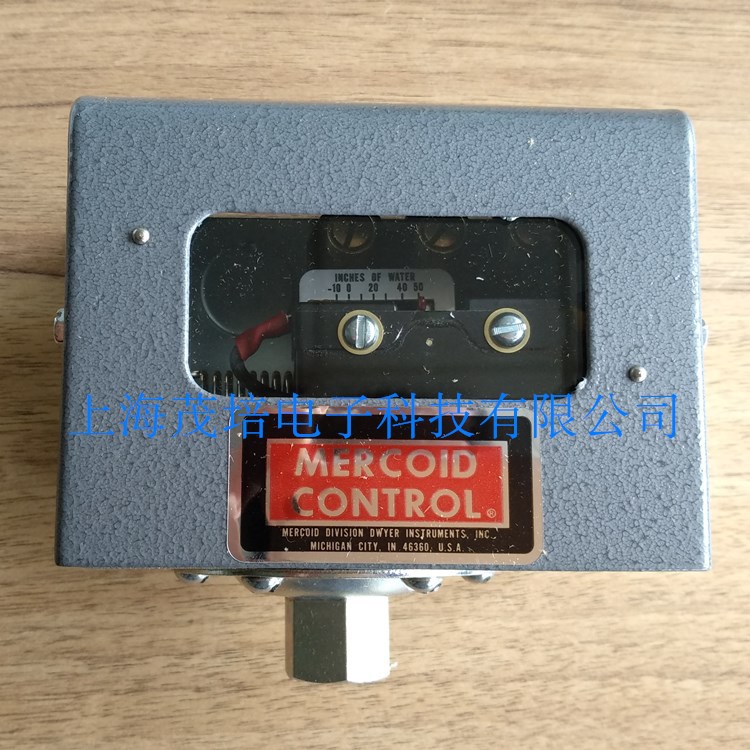 INCHES OF WATER
-10 0 20 40 50
上海茂培电子科技有限公司
MERCOID
CONTROL®
MERCOID DIVISION DWYER INSTRUMENTS, INC.
MICHIGAN CITY, IN 46360, U.S.A.